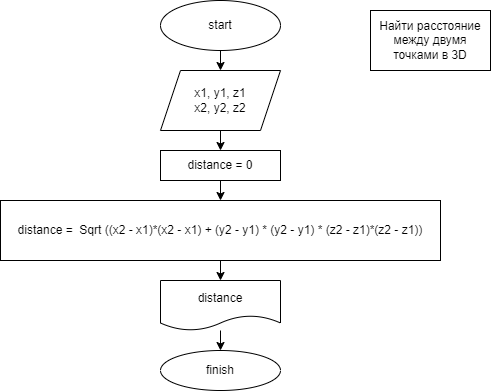 start
Найти расстояние
между двумя
точками в 3D
x1, y1, z1
x2, y2, z2
distance = 0
distance = Sqrt ((x2 - x1)*(x2 - x1) + (y2 - y1) * (y2 - y1) * (z2 - z1)*(z2 - z1))
distance
finish